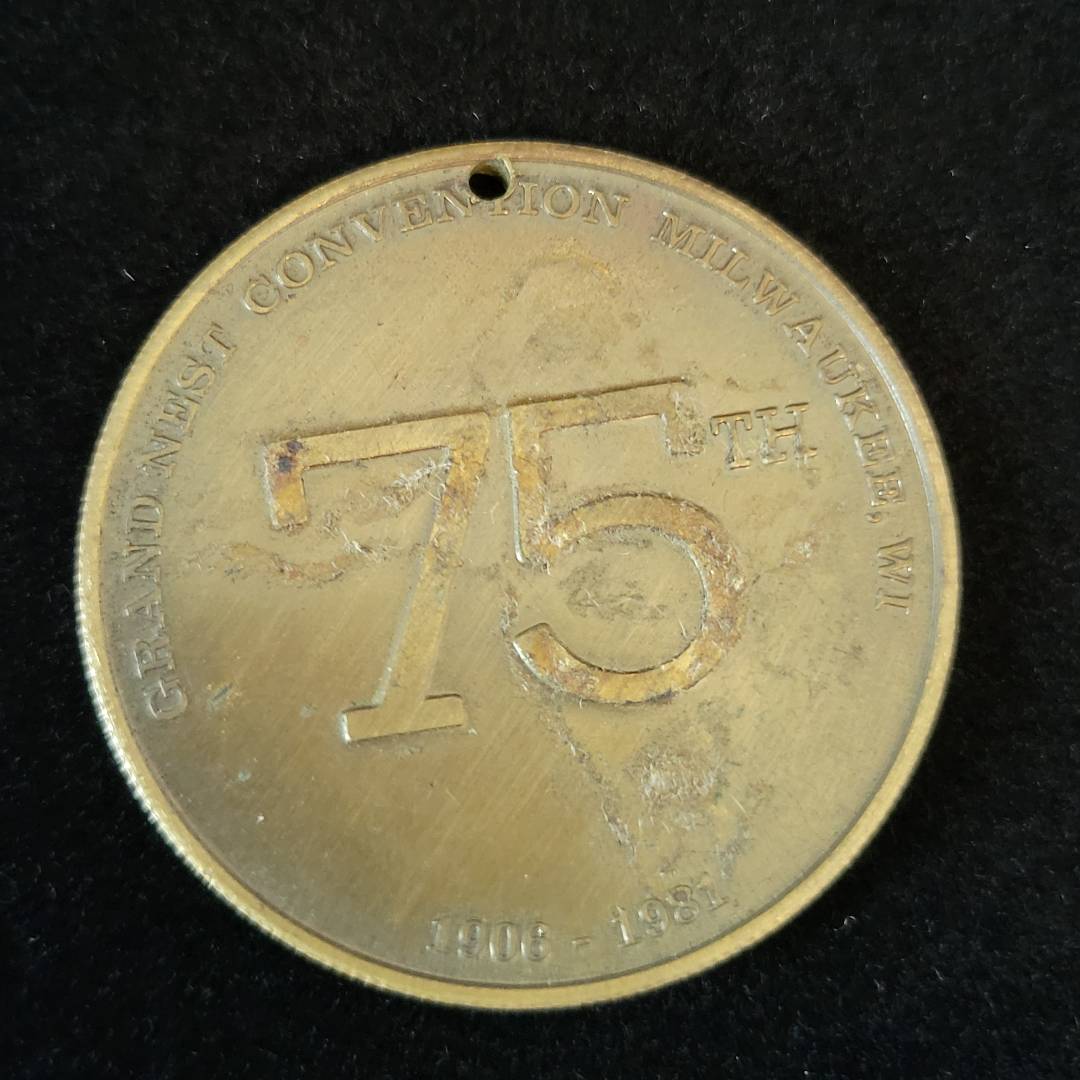 GRAND NEST CONVENTION MILWAUKEE, WI
75TH
1906 - 1981